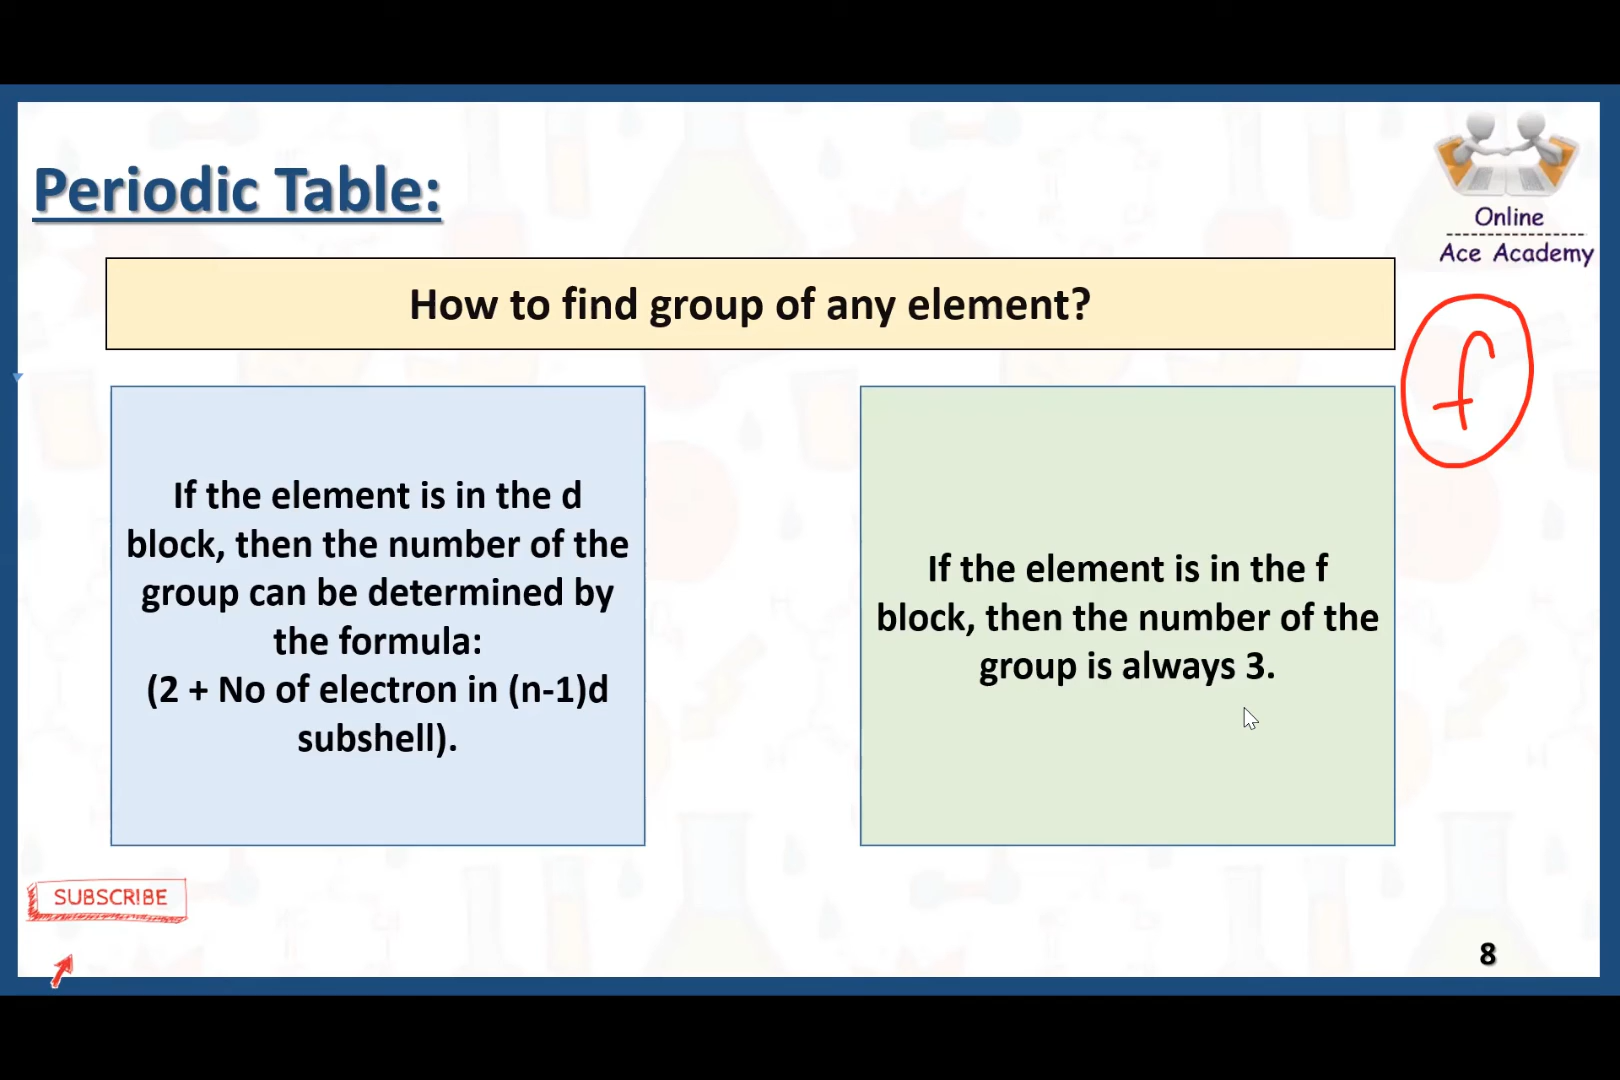 Periodic Table:
Online
Ace Academy
How to find group of any element?
f
If the element is in the d
block, then the number of the
group can be determined by
the formula:
(2 + No of electron in (n-1)d
subshell).
If the element is in the f
block, then the number of the
group is always 3.
SUBSCRIBE
8